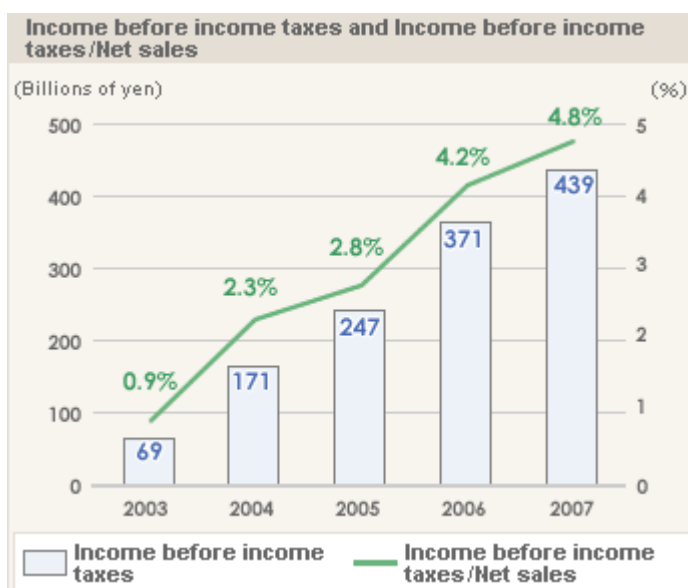 Income before income taxes and Income before income
taxes/Net sales
(Billions of yen)
(%)
500
400
300
200
100
0
5
4
3
2
1
0
0.9%
2.3%
2.8%
4.2%
4.8%
69
171
247
371
439
2003 2004 2005 2006 2007
Income before income
taxes
Income before income
taxes/Net sales